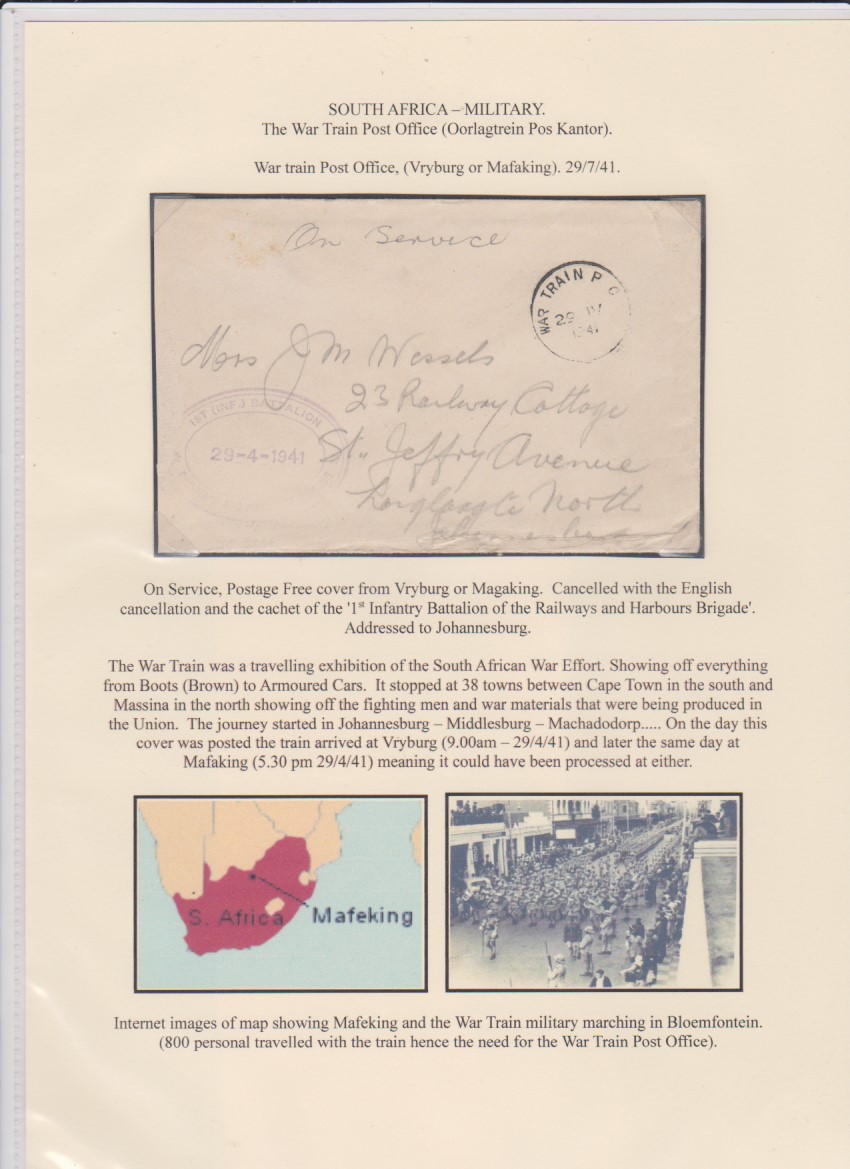 SOUTH AFRICA – MILITARY.
The War Train Post Office (Oorlagtrein Pos Kantor).
War train Post Office, (Vryburg or Mafaking). 29/7/41.
On Service
WAR TRAIN P O
29 IV
1941
Mrs J M Wessels
23 Railway Cottage
St. Jeffry Avenue
Langlaagte North
Johannesburg
1ST (INF.) BATTALION
29-4-1941
On Service, Postage Free cover from Vryburg or Magaking. Cancelled with the English
cancellation and the cachet of the '1st Infantry Battalion of the Railways and Harbours Brigade'.
Addressed to Johannesburg.
The War Train was a travelling exhibition of the South African War Effort. Showing off everything
from Boots (Brown) to Armoured Cars. It stopped at 38 towns between Cape Town in the south and
Massina in the north showing off the fighting men and war materials that were being produced in
the Union. The journey started in Johannesburg – Middlesburg – Machadodorp..... On the day this
cover was posted the train arrived at Vryburg (9.00am – 29/4/41) and later the same day at
Mafaking (5.30 pm 29/4/41) meaning it could have been processed at either.
S. Africa
Mafeking
Internet images of map showing Mafeking and the War Train military marching in Bloemfontein.
(800 personal travelled with the train hence the need for the War Train Post Office).